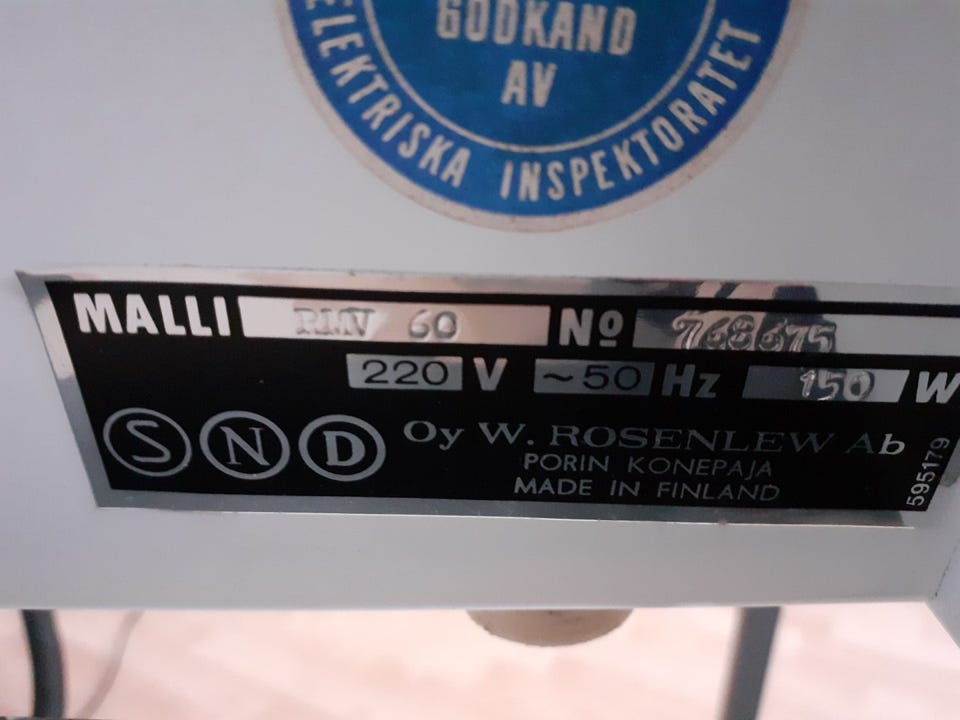 GODKÄND
AV
ELEKTRISKA INSPEKTORATET
MALLI RMV 60 Nº 768675
220 V ~50 Hz 150 W
S N D Oy W. ROSENLEW Ab
PORIN KONEPAJA
MADE IN FINLAND
595179